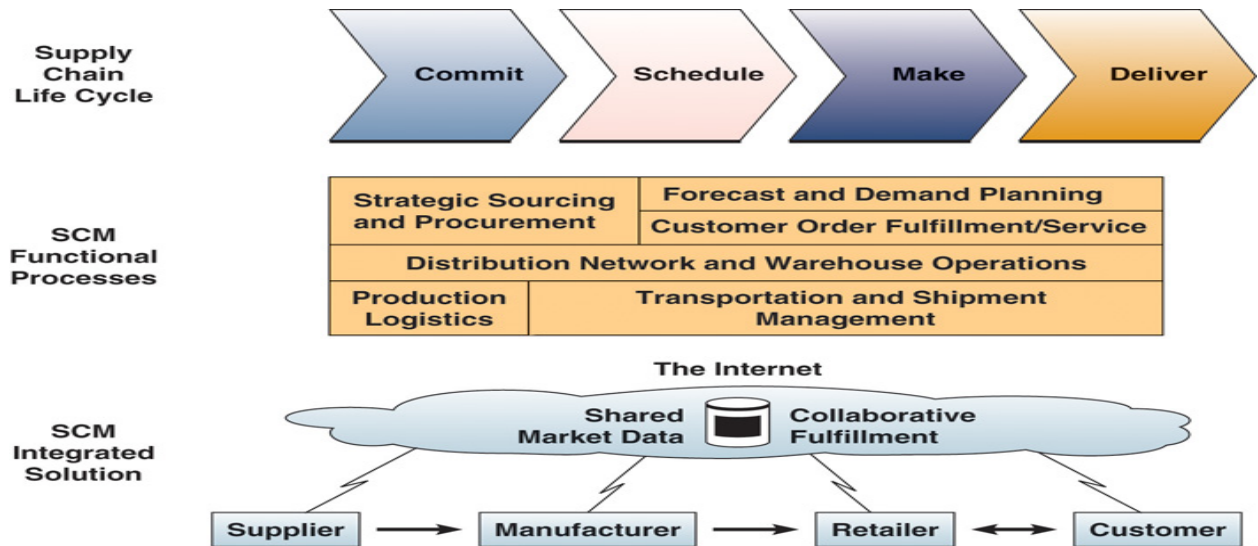 Supply
Chain
Life Cycle
Commit
Schedule
Make
Deliver
SCM
Functional
Processes
Strategic Sourcing
and Procurement
Forecast and Demand Planning
Customer Order Fulfillment/Service
Distribution Network and Warehouse Operations
Production
Logistics
Transportation and Shipment
Management
SCM
Integrated
Solution
The Internet
Shared
Market Data
Collaborative
Fulfillment
Supplier
Manufacturer
Retailer
Customer